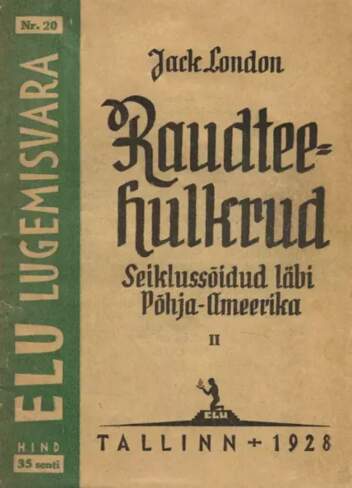 Nr. 20
ELU LUGEMISVARA
HIND
35 senti
Jack London
Raudtee-
hulkrud
Seiklussõidud läbi
Põhja-Ameerika
II
ELU
TALLINN + 1928